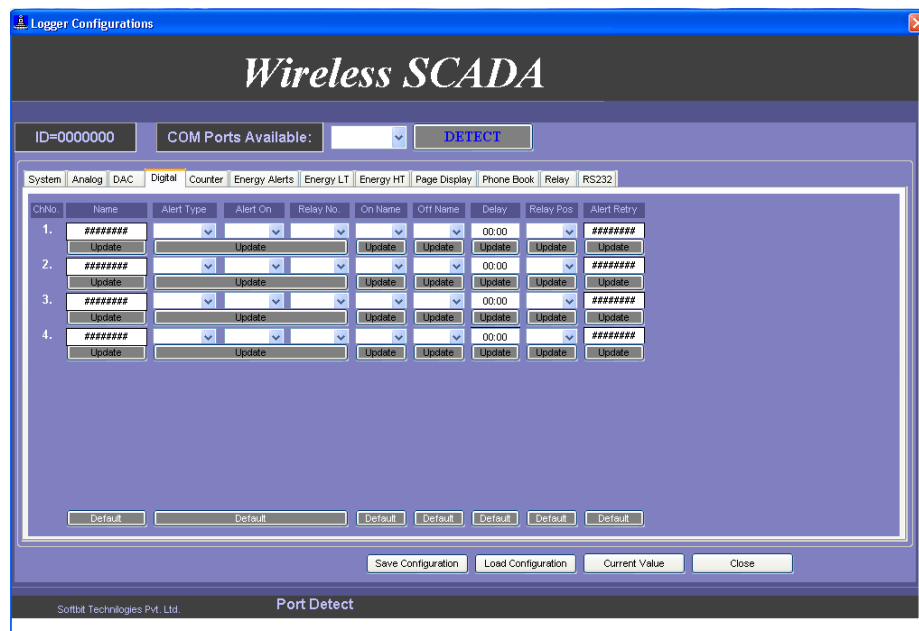 Logger Configurations
Wireless SCADA
ID=0000000 COM Ports Available: DETECT
System Analog DAC Digital Counter Energy Alerts Energy LT Energy HT Page Display Phone Book Relay RS232
ChNo. Name Alert Type Alert On Relay No. On Name Off Name Delay Relay Pos Alert Retry
1. ######## 00:00 ########
Update Update Update Update Update Update Update
2. ######## 00:00 ########
Update Update Update Update Update Update Update
3. ######## 00:00 ########
Update Update Update Update Update Update Update
4. ######## 00:00 ########
Update Update Update Update Update Update Update
Default Default Default Default Default Default Default
Save Configuration Load Configuration Current Value Close
Softbit Technilogies Pvt. Ltd. Port Detect